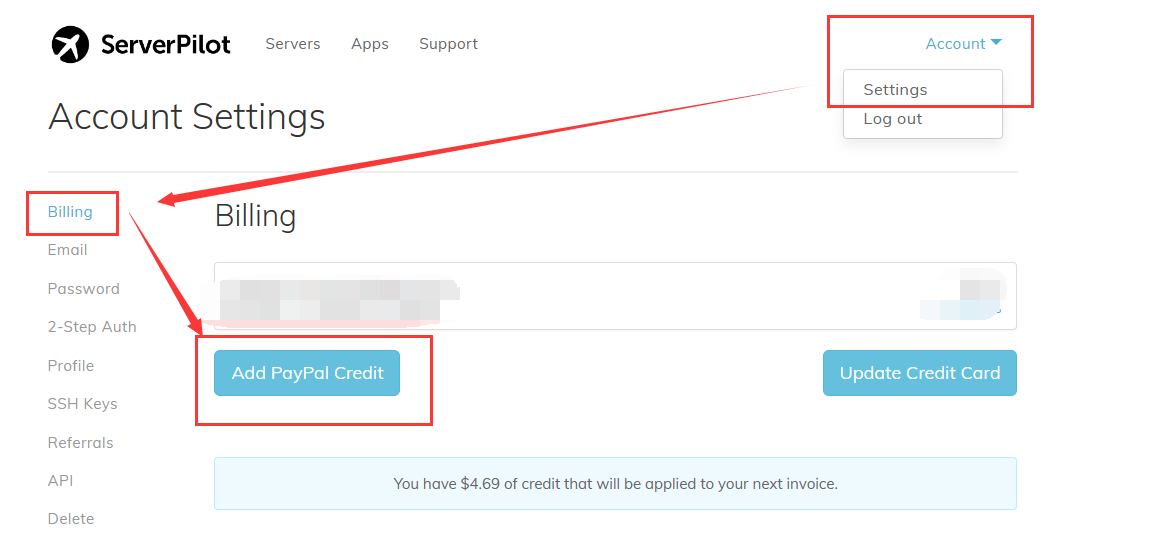 ServerPilot Servers Apps Support Account
Settings
Log out
Account Settings
Billing
Email
Password
2-Step Auth
Profile
SSH Keys
Referrals
API
Delete
Billing
Add PayPal Credit Update Credit Card
You have $4.69 of credit that will be applied to your next invoice.